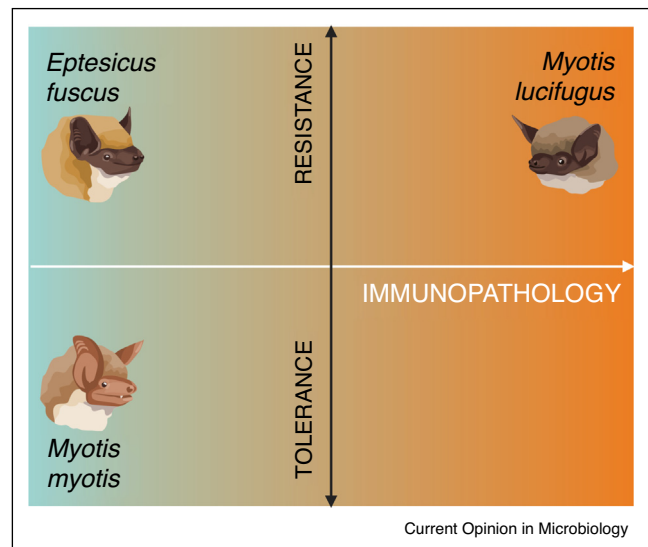 Eptesicus
fuscus
Myotis
lucifugus
RESISTANCE
IMMUNOPATHOLOGY
TOLERANCE
Myotis
myotis
Current Opinion in Microbiology